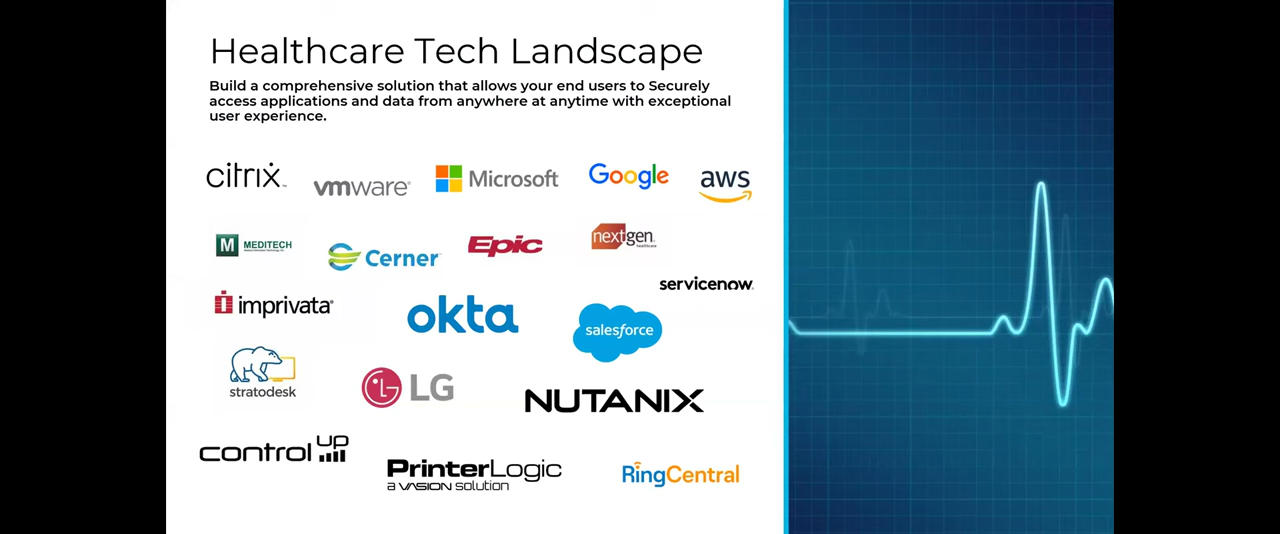 Healthcare Tech Landscape
Build a comprehensive solution that allows your end users to Securely
access applications and data from anywhere at anytime with exceptional
user experience.
citrix™
vmware®
Microsoft
Google
aws
M MEDITECH
Cerner
Epic
nextgen
healthcare
servicenow
imprivata®
okta
salesforce
stratodesk
LG
NUTANIX
control up
PrinterLogic
a VASION solution
RingCentral